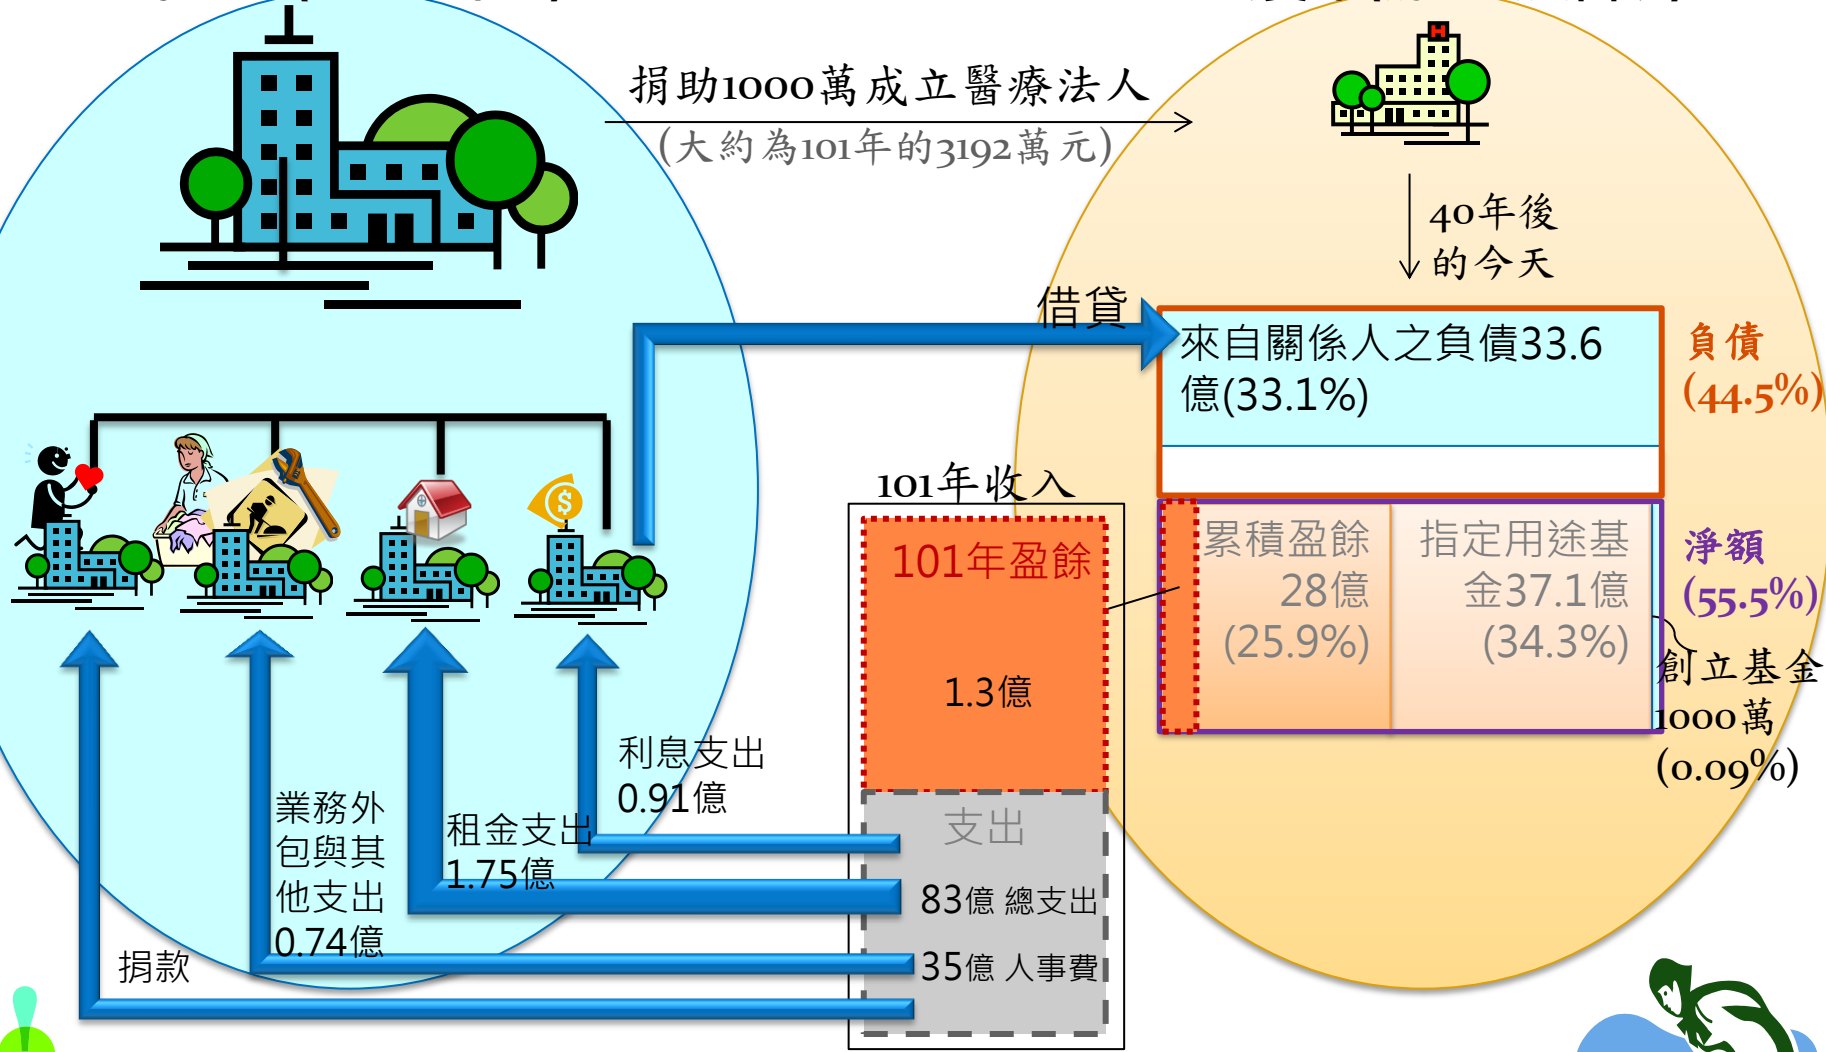 捐助1000萬成立醫療法人
(大約為101年的3192萬元)
H
40年後
的今天
借貸
來自關係人之負債33.6
億(33.1%)
負債
(44.5%)
101年收入
101年盈餘
1.3億
累積盈餘
28億
(25.9%)
指定用途基
金37.1億
(34.3%)
淨額
(55.5%)
創立基金
1000萬
(0.09%)
$
利息支出
0.91億
租金支出
1.75億
業務外
包與其
他支出
0.74億
捐款
支出
83億 總支出
35億 人事費